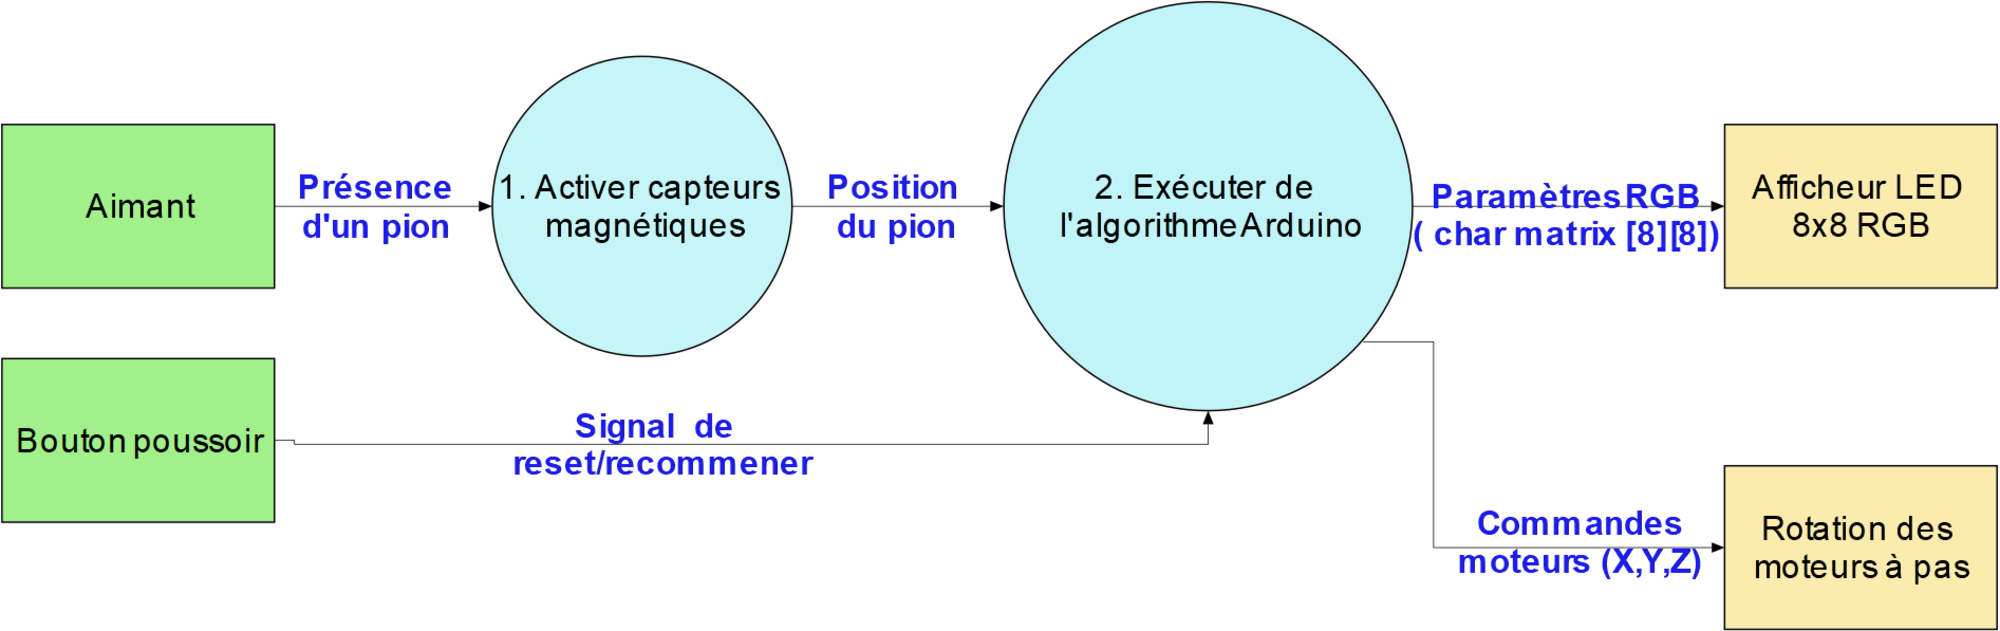 Aimant
Présence
d'un pion
1. Activer capteurs
magnétiques
Position
du pion
2. Exécuter de
l'algorithme Arduino
Paramètres RGB
( char matrix [8][8])
Afficheur LED
8x8 RGB
Bouton poussoir
Signal de
reset/recommener
Commandes
moteurs (X,Y,Z)
Rotation des
moteurs à pas